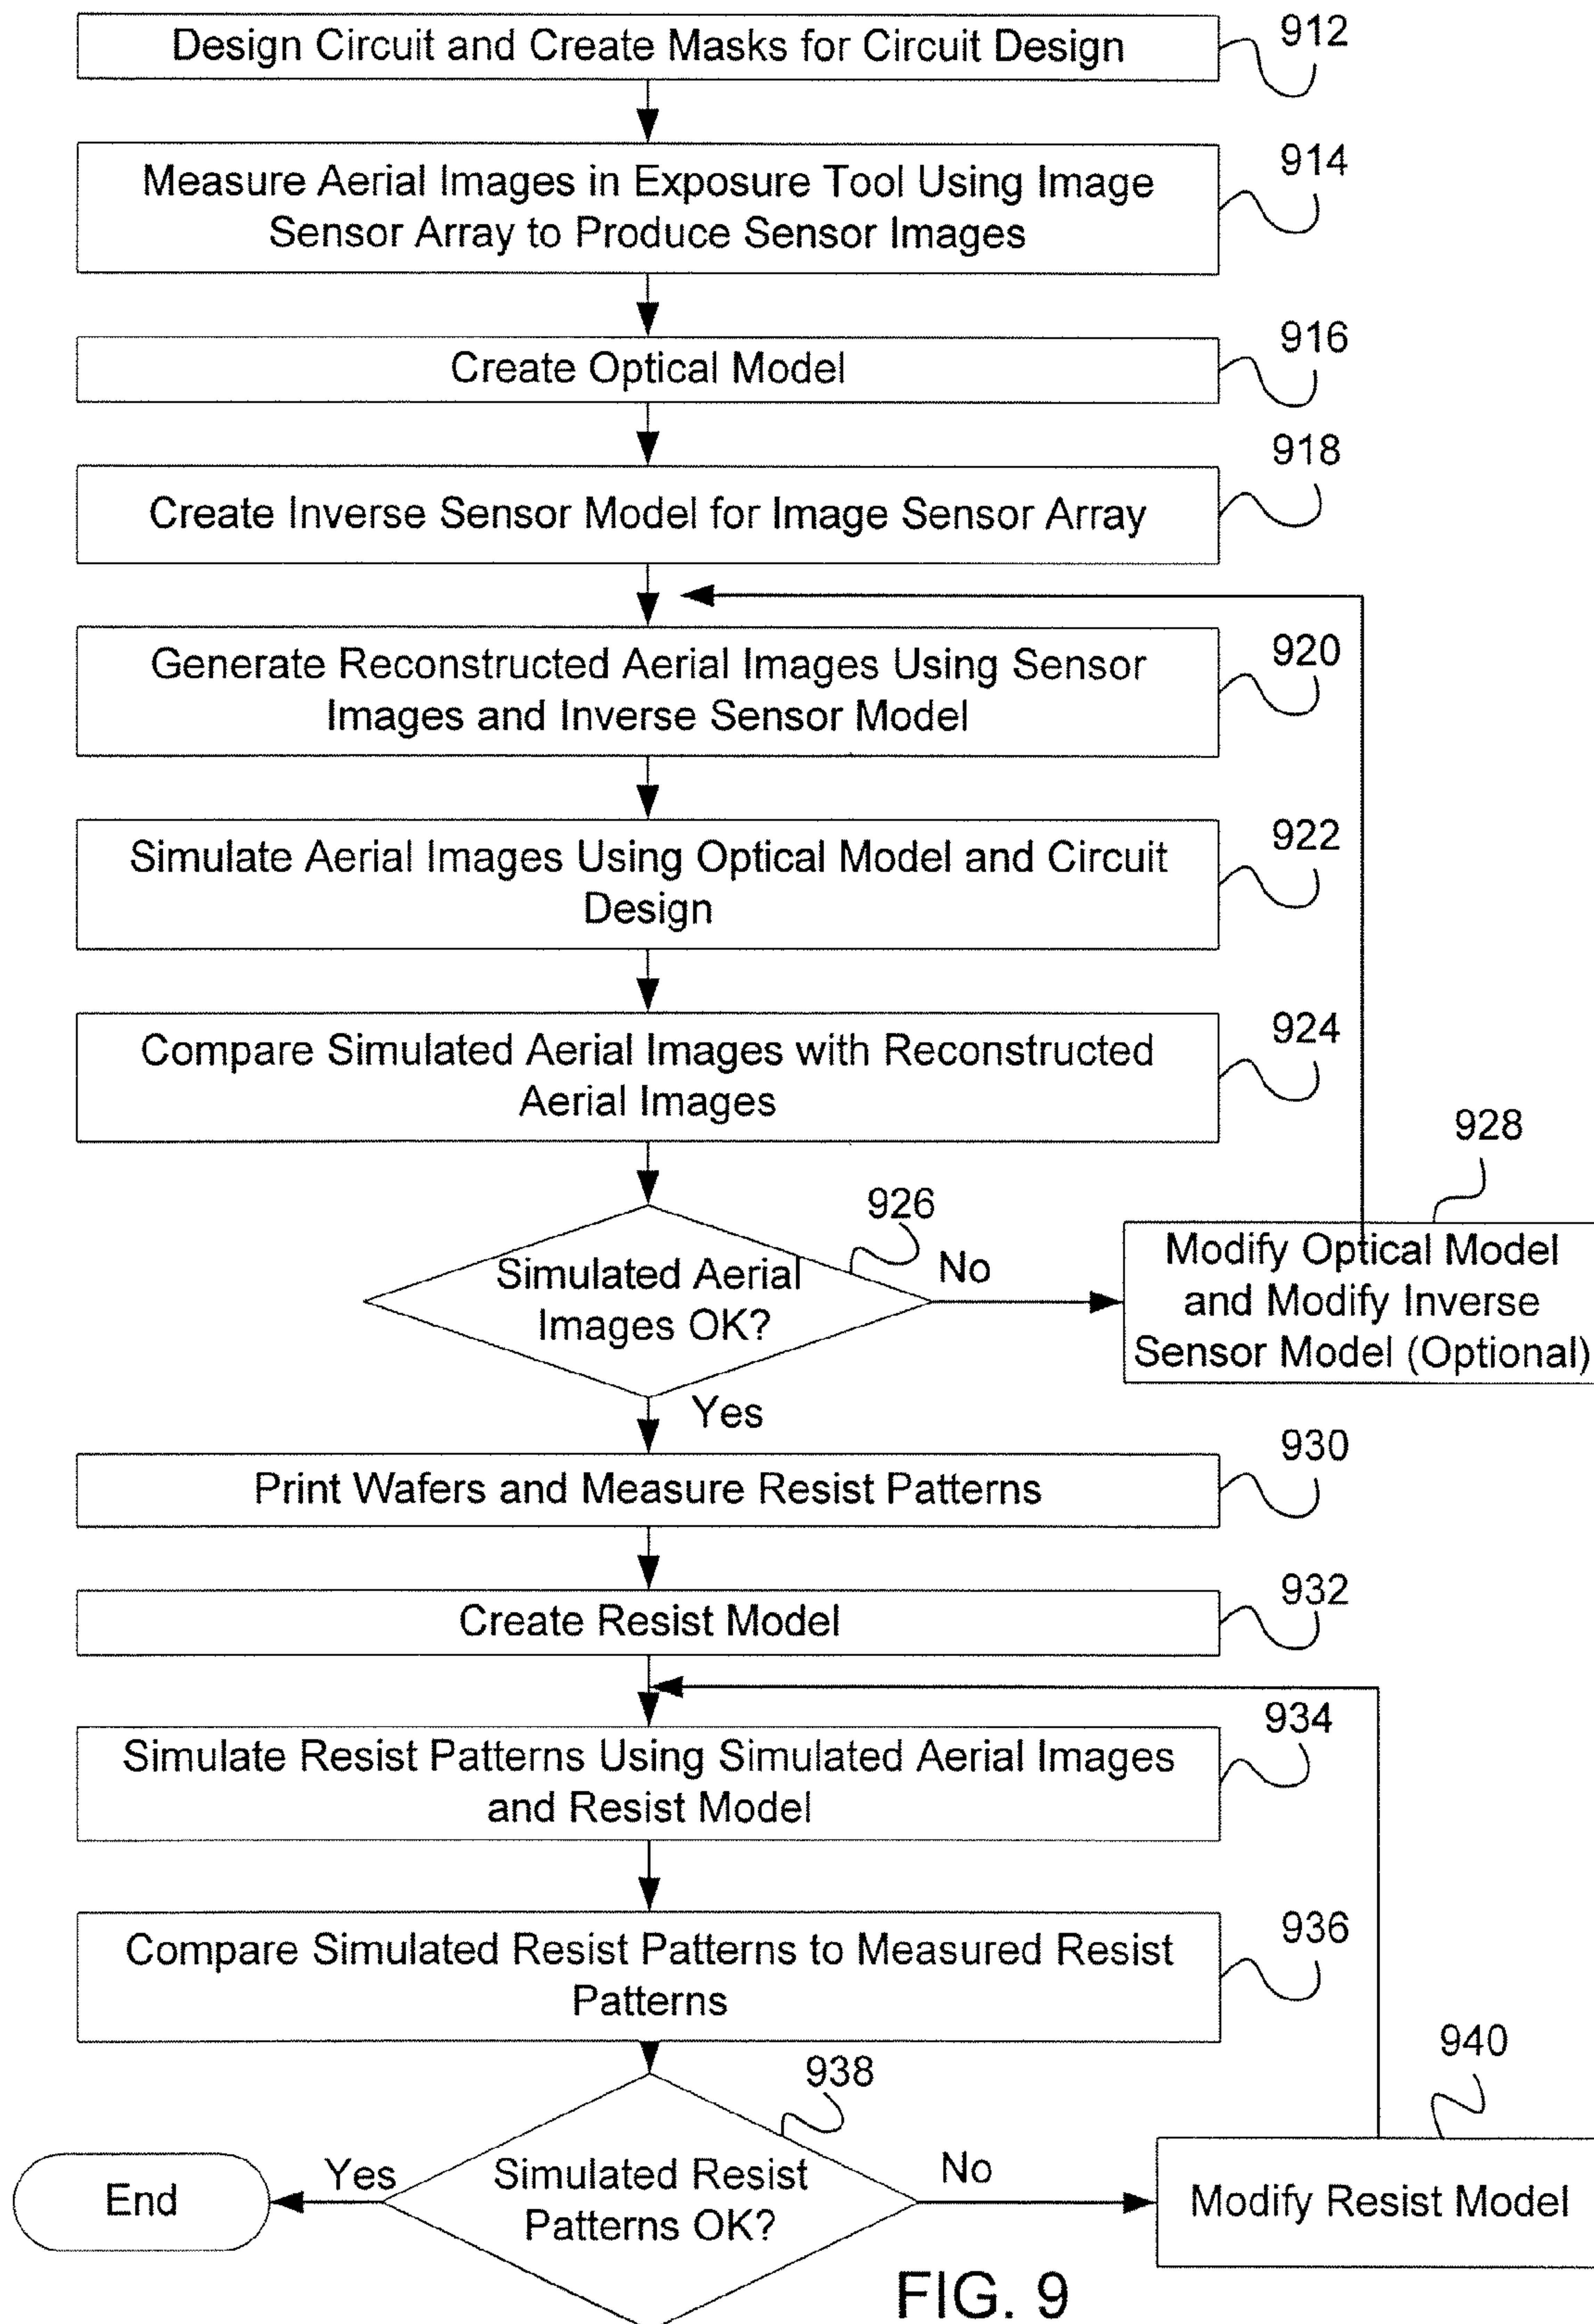 Design Circuit and Create Masks for Circuit Design
912
Measure Aerial Images in Exposure Tool Using Image
Sensor Array to Produce Sensor Images
914
Create Optical Model
916
Create Inverse Sensor Model for Image Sensor Array
918
Generate Reconstructed Aerial Images Using Sensor
Images and Inverse Sensor Model
920
Simulate Aerial Images Using Optical Model and Circuit
Design
922
Compare Simulated Aerial Images with Reconstructed
Aerial Images
924
Simulated Aerial
Images OK?
926
No
928
Modify Optical Model
and Modify Inverse
Sensor Model (Optional)
Yes
Print Wafers and Measure Resist Patterns
930
Create Resist Model
932
Simulate Resist Patterns Using Simulated Aerial Images
and Resist Model
934
Compare Simulated Resist Patterns to Measured Resist
Patterns
936
938
Simulated Resist
Patterns OK?
Yes
End
No
940
Modify Resist Model
FIG. 9